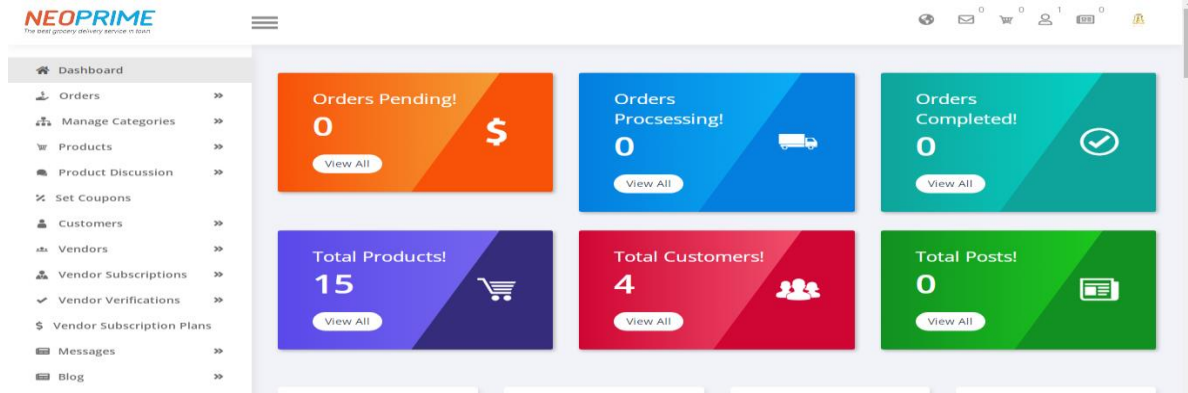 NEOPRIME
The best grocery delivery service in town
0
0
1
0
Dashboard
Orders
Manage Categories
Products
Product Discussion
Set Coupons
Customers
Vendors
Vendor Subscriptions
Vendor Verifications
Vendor Subscription Plans
Messages
Blog
Orders Pending!
0
View All
Orders
Procsessing!
0
View All
Orders
Completed!
0
View All
Total Products!
15
View All
Total Customers!
4
View All
Total Posts!
0
View All